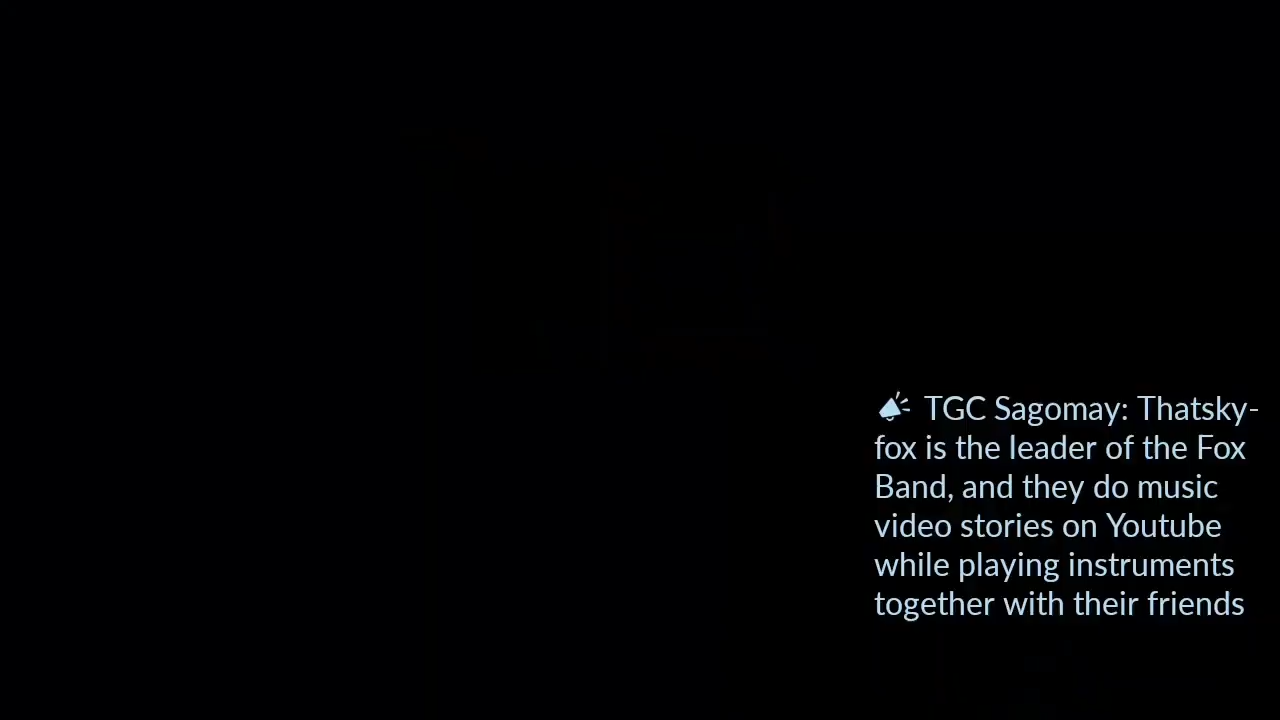 TGC Sagomay: Thatsky-
fox is the leader of the Fox
Band, and they do music
video stories on Youtube
while playing instruments
together with their friends